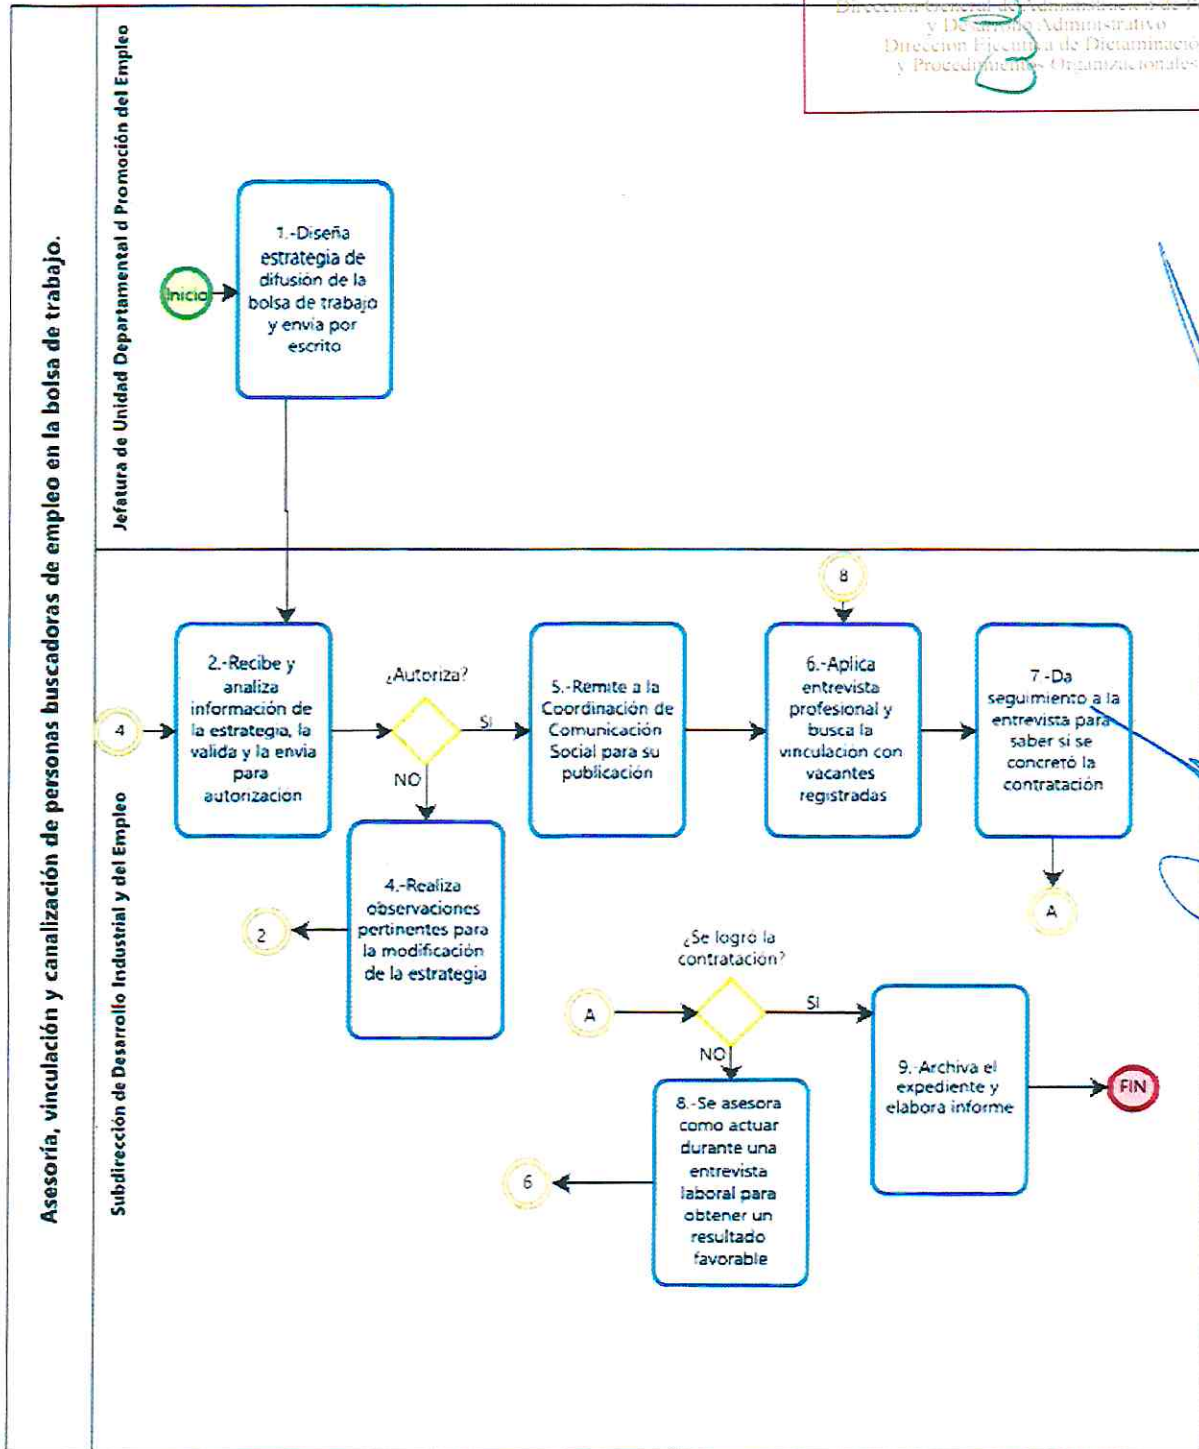 y Desarrollo Administrativo
Dirección Ejecutiva de Dictaminació
y Procedimientos Organizacionales
Asesoría, vinculación y canalización de personas buscadoras de empleo en la bolsa de trabajo.
Jefatura de Unidad Departamental d Promoción del Empleo
Inicio
1.-Diseña
estrategia de
difusión de la
bolsa de trabajo
y envía por
escrito
Subdirección de Desarrollo Industrial y del Empleo
4
2.-Recibe y
analiza
información de
la estrategia, la
valida y la envia
para
autorización
¿Autoriza?
SI
NO
5.-Remite a la
Coordinación de
Comunicación
Social para su
publicación
8
6.-Aplica
entrevista
profesional y
busca la
vinculación con
vacantes
registradas
7.-Da
seguimiento a la
entrevista para
saber si se
concretó la
contratación
A
4.-Realiza
observaciones
pertinentes para
la modificación
de la estrategia
2
¿Se logró la
contratación?
A
SI
NO
9.-Archiva el
expediente y
elabora informe
FIN
8.-Se asesora
como actuar
durante una
entrevista
laboral para
obtener un
resultado
favorable
6